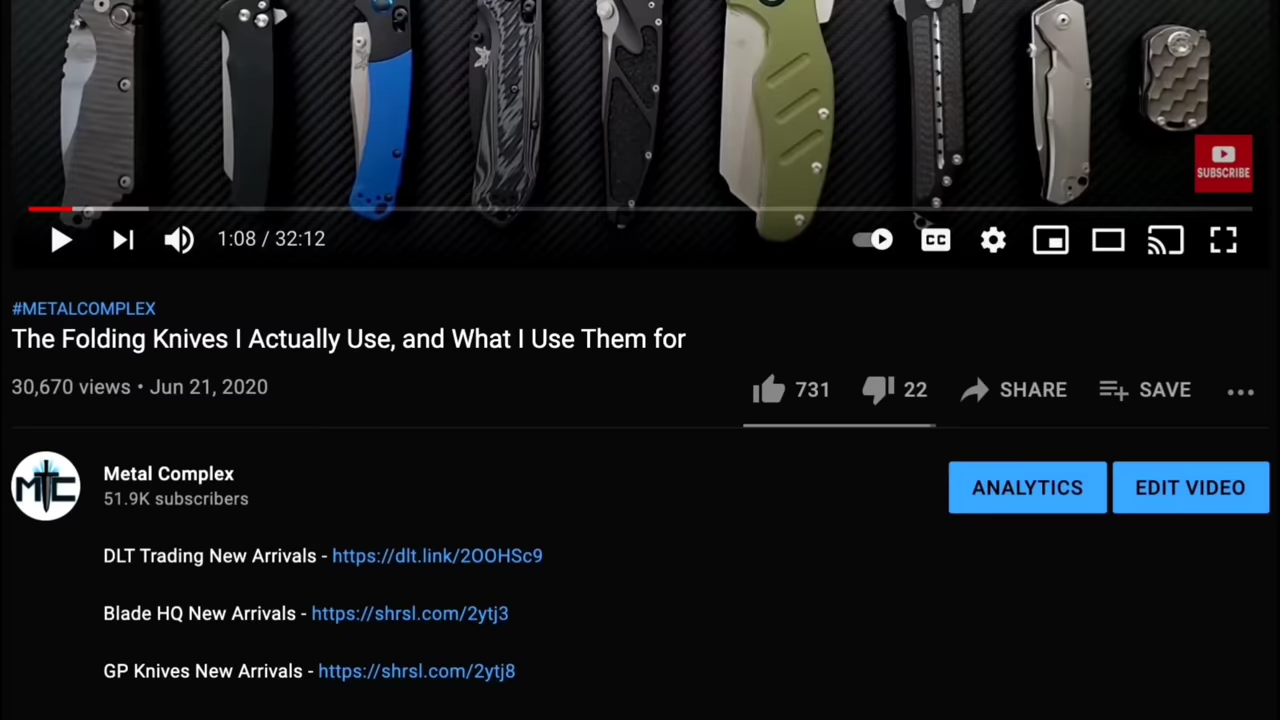 SUBSCRIBE
1:08 / 32:12
CC
#METALCOMPLEX
The Folding Knives I Actually Use, and What I Use Them for
30,670 views • Jun 21, 2020
731 22 SHARE SAVE
MTC
Metal Complex
51.9K subscribers
ANALYTICS EDIT VIDEO
DLT Trading New Arrivals - https://dlt.link/2OOHSc9
Blade HQ New Arrivals - https://shrsl.com/2ytj3
GP Knives New Arrivals - https://shrsl.com/2ytj8